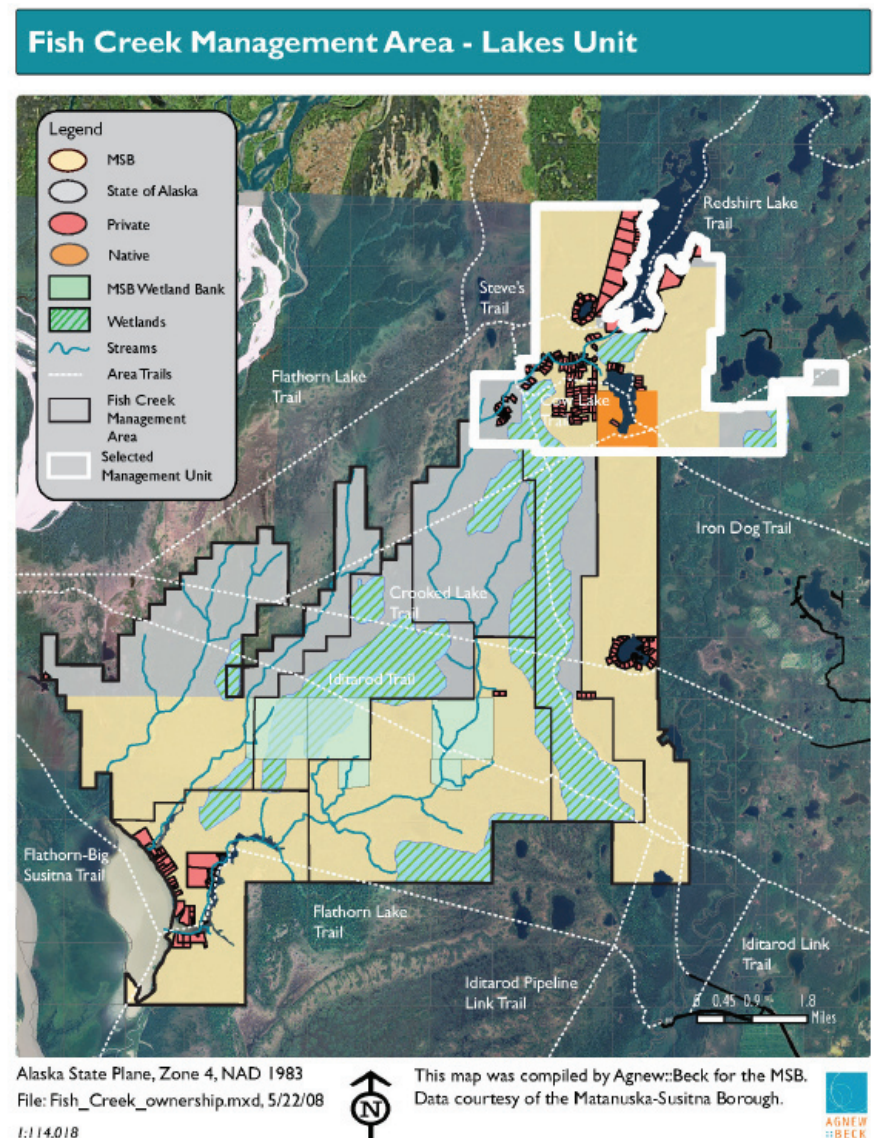 Fish Creek Management Area - Lakes Unit
Legend
MSB
State of Alaska
Private
Native
MSB Wetland Bank
Wetlands
Streams
Area Trails
Fish Creek
Management
Area
Selected
Management Unit
Redshirt Lake
Trail
Steve's
Trail
Flathorn Lake
Trail
Cow Lake
Trail
Iron Dog Trail
Crooked Lake
Trail
Iditarod Trail
Flathorn-Big
Susitna Trail
Flathorn Lake
Trail
Iditarod Link
Trail
Iditarod Pipeline
Link Trail
0 0.45 0.9 1.8
Miles
Alaska State Plane, Zone 4, NAD 1983
File: Fish_Creek_ownership.mxd, 5/22/08
1:114,018
N
This map was compiled by Agnew::Beck for the MSB.
Data courtesy of the Matanuska-Susitna Borough.
AGNEW
::BECK